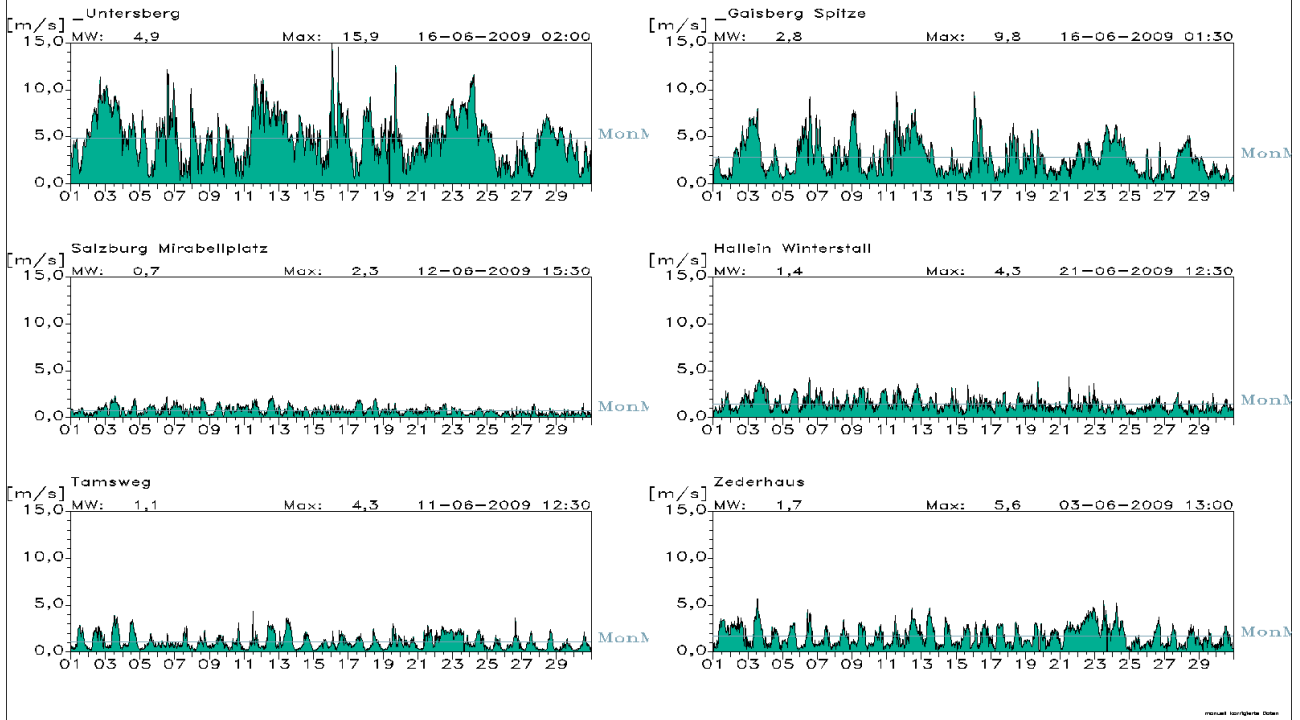 _Untersberg
[m/s]
MW: 4,9 Max: 15,9 16-06-2009 02:00
15,0
10,0
5,0
0,0
MonM
01 03 05 07 09 11 13 15 17 19 21 23 25 27 29
_Gaisberg Spitze
[m/s]
MW: 2,8 Max: 9,8 16-06-2009 01:30
15,0
10,0
5,0
0,0
MonM
01 03 05 07 09 11 13 15 17 19 21 23 25 27 29
Salzburg Mirabellplatz
[m/s]
MW: 0,7 Max: 2,3 12-06-2009 15:30
15,0
10,0
5,0
0,0
MonM
01 03 05 07 09 11 13 15 17 19 21 23 25 27 29
Hallein Winterstall
[m/s]
MW: 1,4 Max: 4,3 21-06-2009 12:30
15,0
10,0
5,0
0,0
MonM
01 03 05 07 09 11 13 15 17 19 21 23 25 27 29
Tamsweg
[m/s]
MW: 1,1 Max: 4,3 11-06-2009 12:30
15,0
10,0
5,0
0,0
MonM
01 03 05 07 09 11 13 15 17 19 21 23 25 27 29
Zederhaus
[m/s]
MW: 1,7 Max: 5,6 03-06-2009 13:00
15,0
10,0
5,0
0,0
MonM
01 03 05 07 09 11 13 15 17 19 21 23 25 27 29
manuell korrigierte Daten